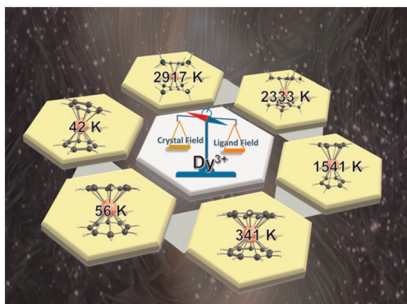 2917 K
2333 K
42 K
Crystal Field
Ligand Field
Dy3+
1541 K
56 K
341 K